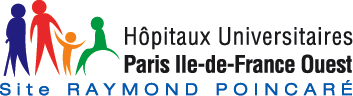 Hôpitaux Universitaires
Paris Ile-de-France Ouest
Site RAYMOND POINCARÉ